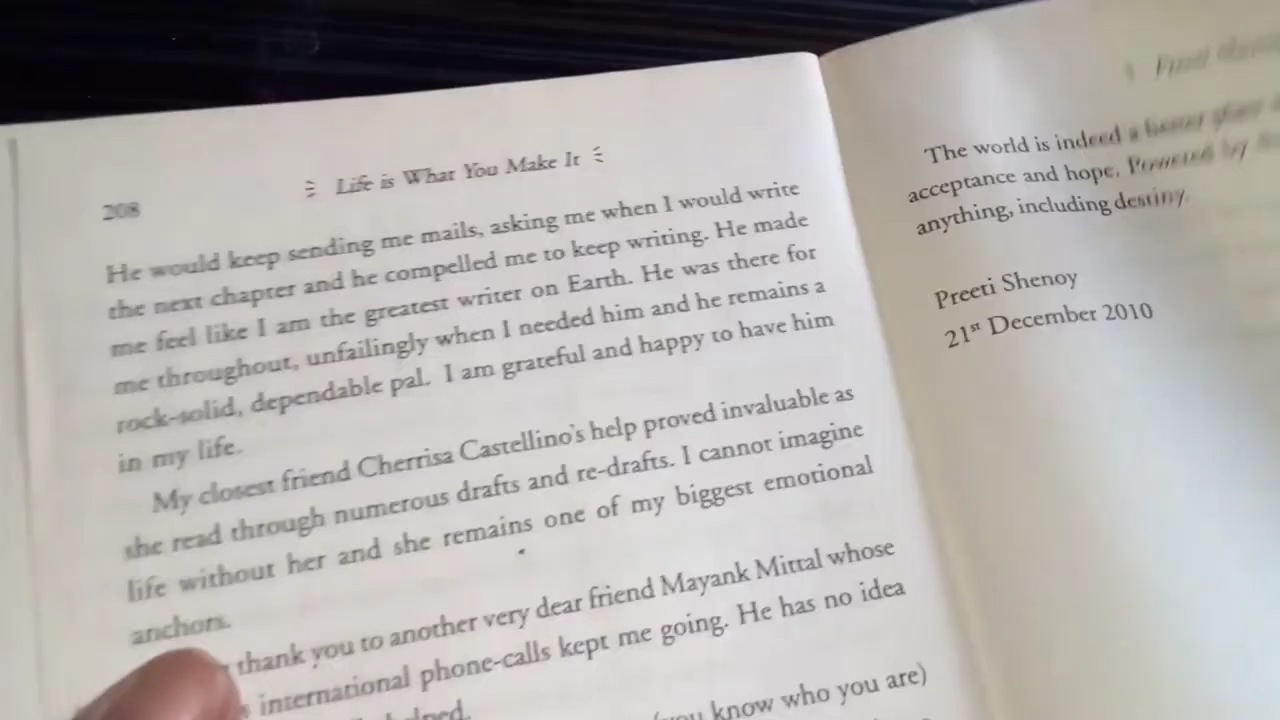 208
Life is What You Make It
He would keep sending me mails, asking me when I would write
the next chapter and he compelled me to keep writing. He made
me feel like I am the greatest writer on Earth. He was there for
me throughout, unfailingly when I needed him and he remains a
rock-solid, dependable pal. I am grateful and happy to have him
in my life.
My closest friend Cherrisa Castellino's help proved invaluable as
she read through numerous drafts and re-drafts. I cannot imagine
life without her and she remains one of my biggest emotional
anchors.
thank you to another very dear friend Mayank Mittal whose
international phone-calls kept me going. He has no idea
(you know who you are)
The world is indeed a better place
acceptance and hope. Powered by
anything, including destiny.
Preeti Shenoy
21st December 2010